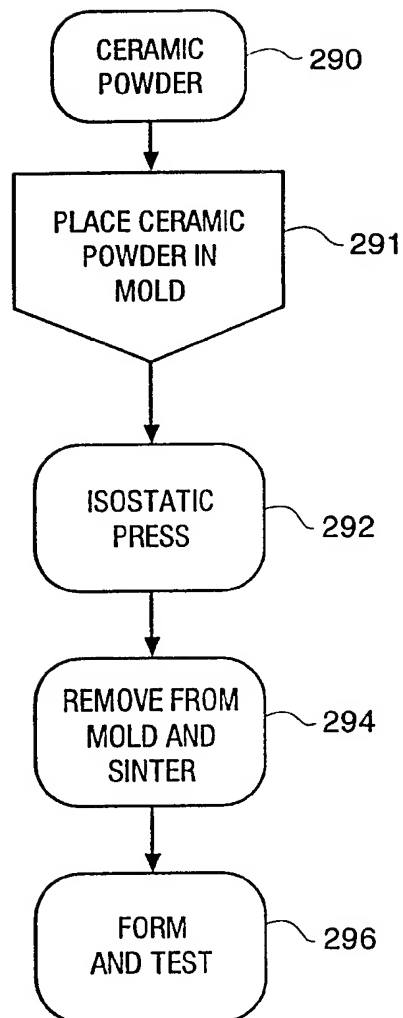 CERAMIC
POWDER
290
PLACE CERAMIC
POWDER IN
MOLD
291
ISOSTATIC
PRESS
292
REMOVE FROM
MOLD AND
SINTER
294
FORM
AND TEST
296